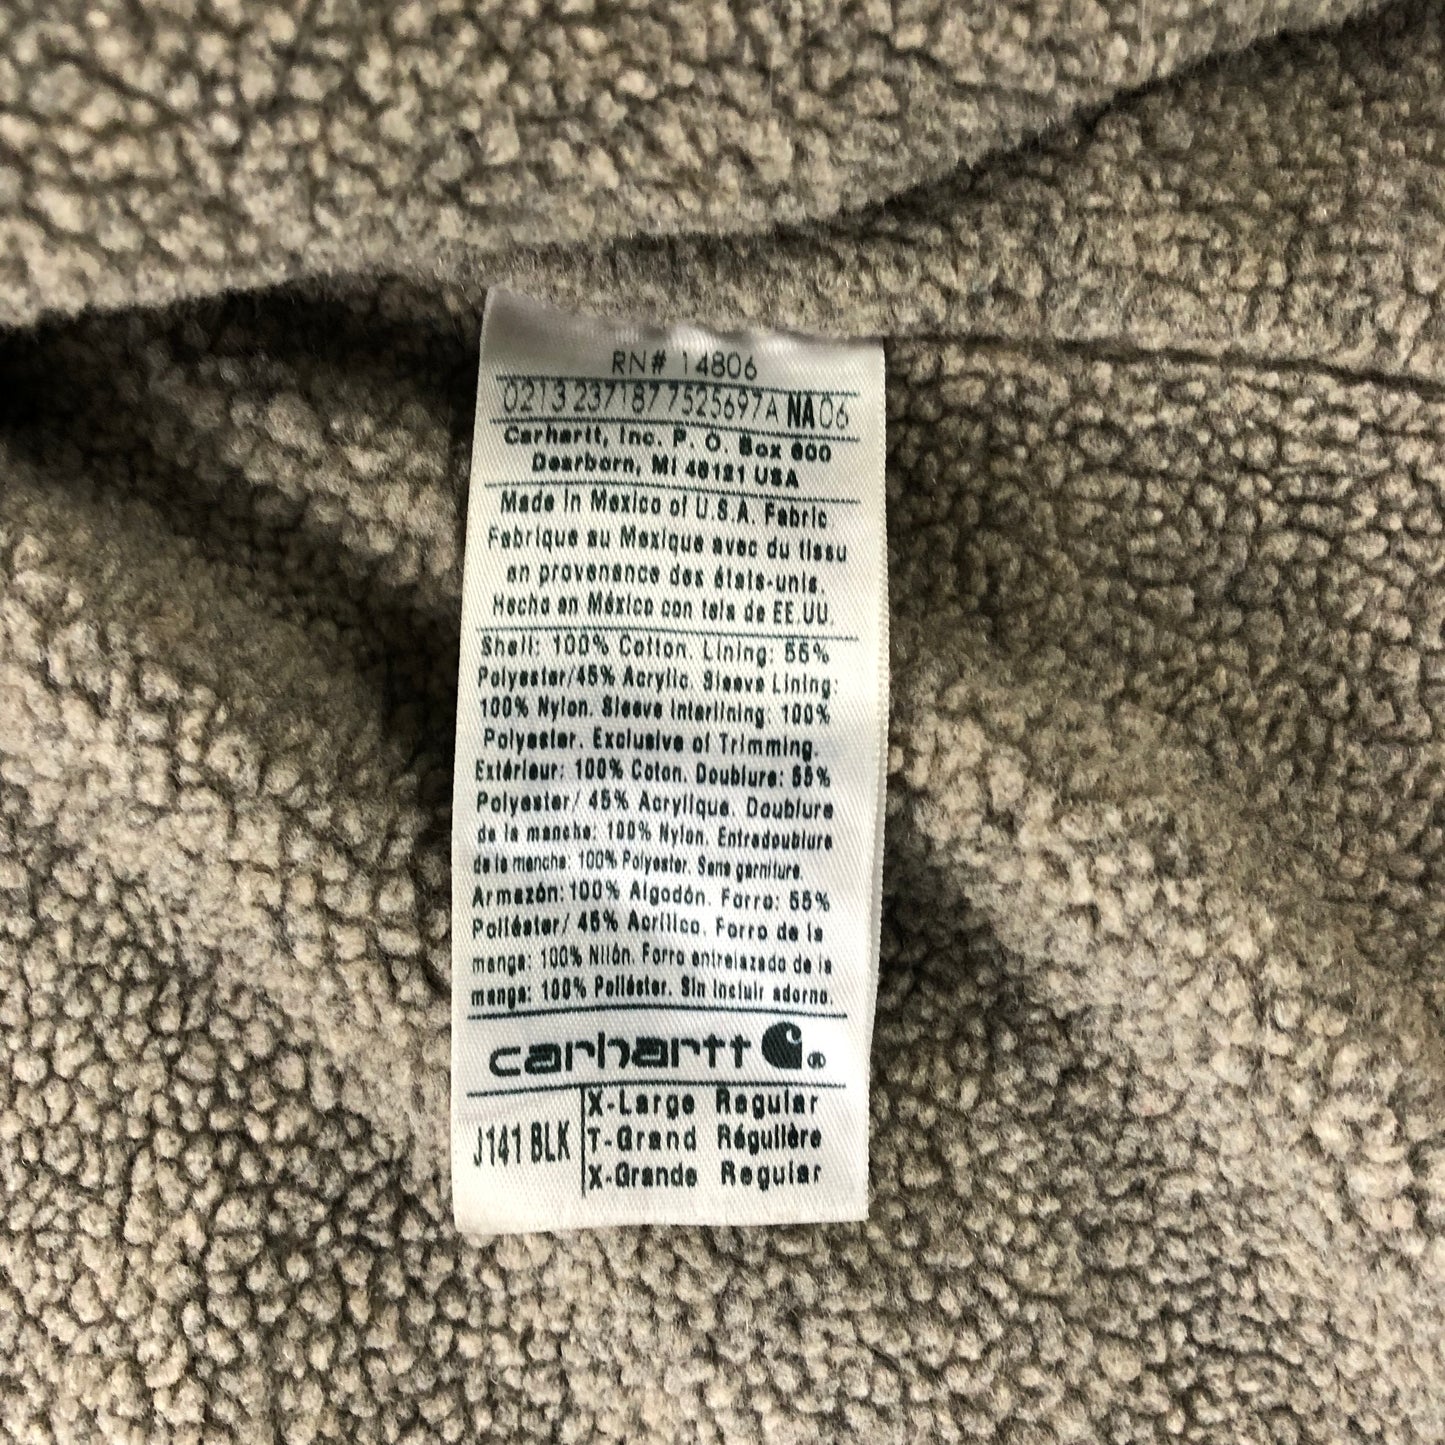 RN# 14806
0213 237187 7525697A NA 06
Carhartt, Inc. P. O. Box 600
Dearborn, MI 48121 USA
Made in Mexico of U.S.A. Fabric
Fabrique au Mexique avec du tissu
en provenance des états-unis.
Hecho en México con tela de EE.UU.
Shell: 100% Cotton. Lining: 55%
Polyester/45% Acrylic. Sleeve Lining:
100% Nylon. Sleeve Interlining: 100%
Polyester. Exclusive of Trimming.
Extérieur: 100% Coton. Doublure: 55%
Polyester/ 45% Acrylique. Doublure
de la manche: 100% Nylon. Entredoublure
de la manche: 100% Polyester. Sans garniture.
Armazón: 100% Algodón. Forro: 55%
Poliéster/ 45% Acrílico. Forro de la
manga: 100% Nilón. Forro entrelazado de la
manga: 100% Poliéster. Sin incluir adorno.
carhartt ®
J141 BLK
X-Large Regular
T-Grand Régulière
X-Grande Regular